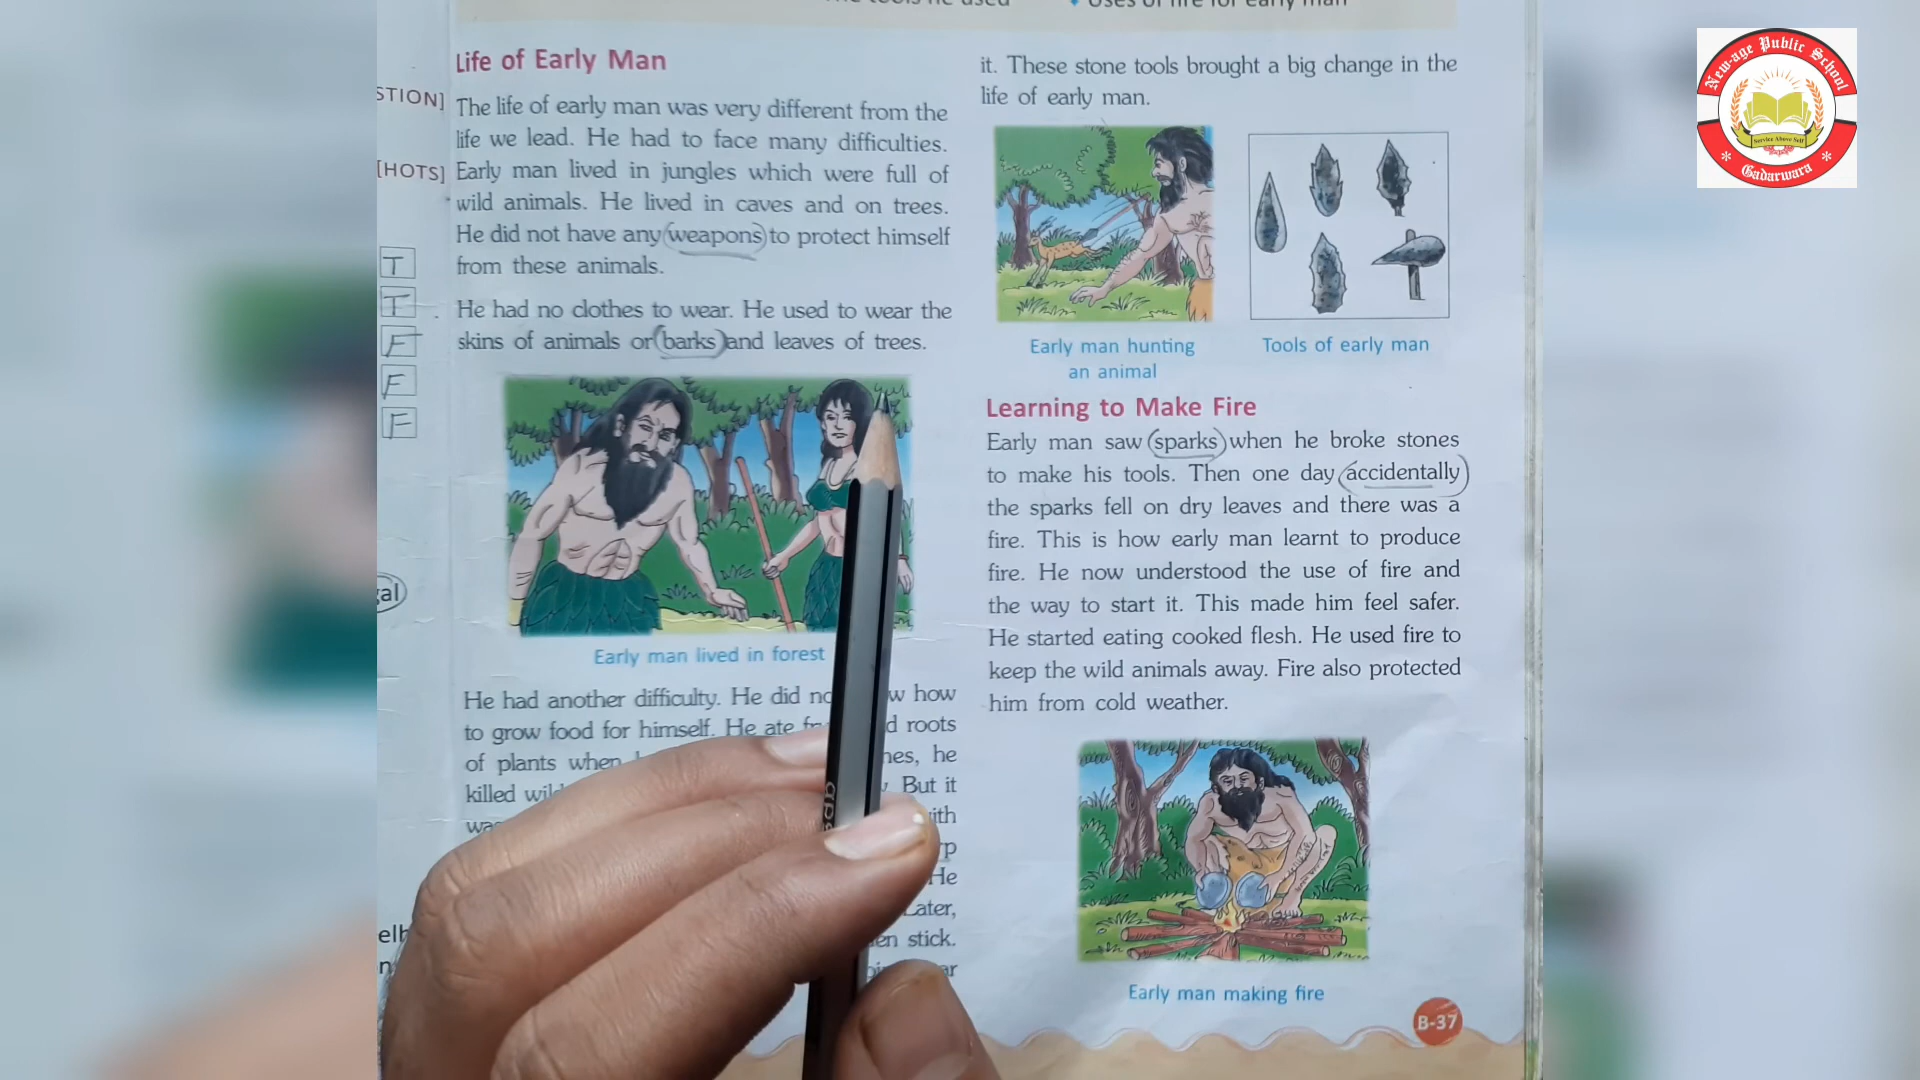 he used
Uses of fire for early man
Life of Early Man
The life of early man was very different from the
life we lead. He had to face many difficulties.
Early man lived in jungles which were full of
wild animals. He lived in caves and on trees.
He did not have any weapons to protect himself
from these animals.
He had no clothes to wear. He used to wear the
skins of animals or barks and leaves of trees.
Early man lived in forest
He had another difficulty. He did how
to grow food for himself. He ate roots
of plants when he
killed But it
He
Later,
stick.
STION]
[HOTS]
T
T
F
F
F
it. These stone tools brought a big change in the
life of early man.
Early man hunting
an animal
Tools of early man
Learning to Make Fire
Early man saw sparks when he broke stones
to make his tools. Then one day accidentally
the sparks fell on dry leaves and there was a
fire. This is how early man learnt to produce
fire. He now understood the use of fire and
the way to start it. This made him feel safer.
He started eating cooked flesh. He used fire to
keep the wild animals away. Fire also protected
him from cold weather.
Early man making fire
B-37
New-age Public School
Service Above Self
Gadarwara